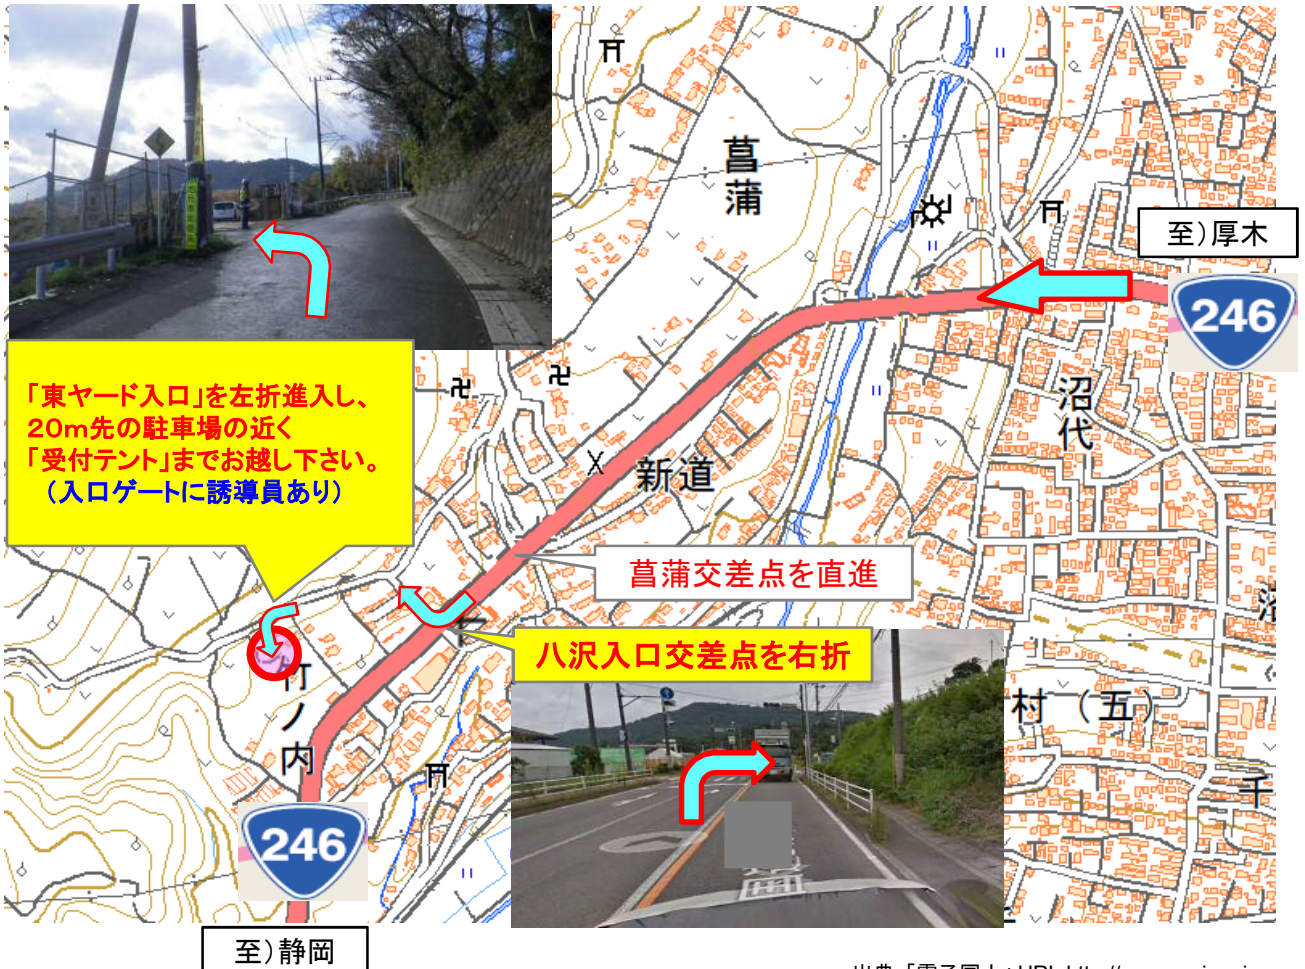 菖蒲
至）厚木
246
「東ヤード入口」を左折進入し、
20m先の駐車場の近く
「受付テント」までお越し下さい。
（入口ゲートに誘導員あり）
沼代
新道
菖蒲交差点を直進
八沢入口交差点を右折
竹ノ内
村（五）
千
246
至）静岡